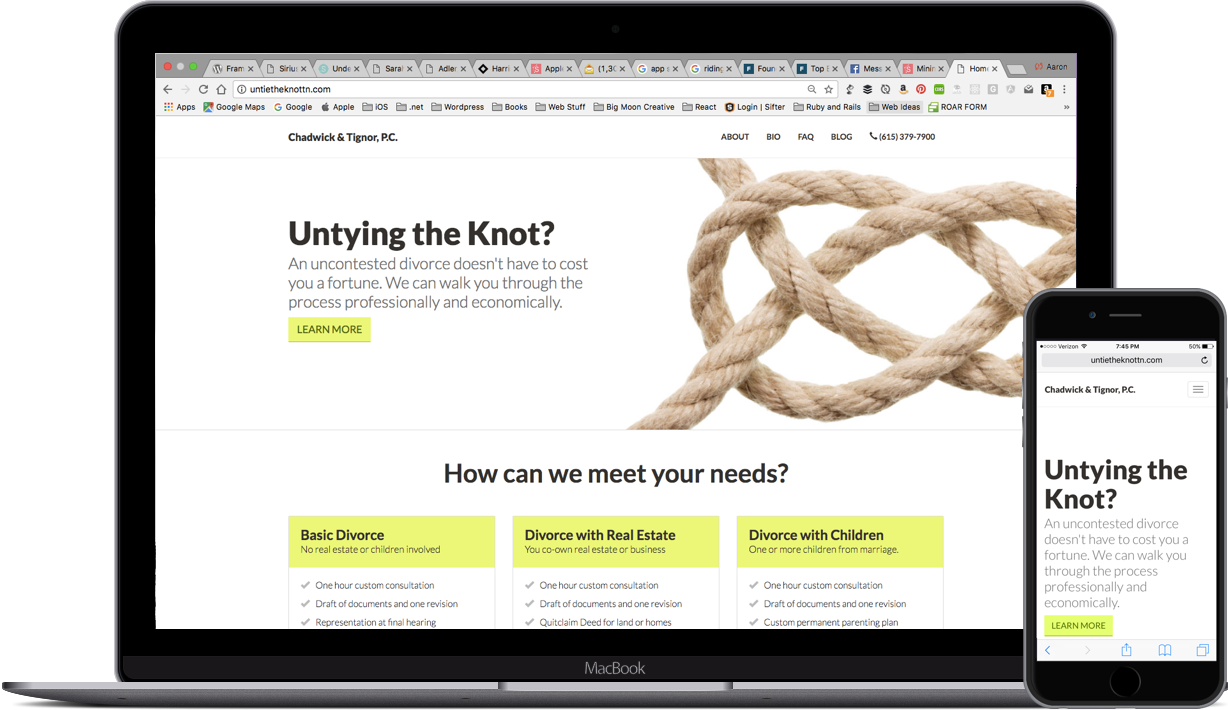 Fram
Sirius
Unde
Sarah
Adler
Harri
Apple
(1,30
app s
riding
Foun
Top E
Mess
Minin
Home
Aaron
untietheknottn.com
Apps
Google Maps
Google
Apple
iOS
.net
Wordpress
Books
Web Stuff
Big Moon Creative
React
Login | Sifter
Ruby and Rails
Web Ideas
ROAR FORM
Chadwick & Tignor, P.C.
ABOUT BIO FAQ BLOG (615) 379-7900
Untying the Knot?
An uncontested divorce doesn't have to cost
you a fortune. We can walk you through the
process professionally and economically.
LEARN MORE
How can we meet your needs?
Basic Divorce
No real estate or children involved
One hour custom consultation
Draft of documents and one revision
Representation at final hearing
Divorce with Real Estate
You co-own real estate or business
One hour custom consultation
Draft of documents and one revision
Quitclaim Deed for land or homes
Divorce with Children
One or more children from marriage.
One hour custom consultation
Draft of documents and one revision
Custom permanent parenting plan
MacBook
Verizon 7:45 PM 50%
untietheknottn.com
Chadwick & Tignor, P.C.
Untying the
Knot?
An uncontested divorce
doesn't have to cost you a
fortune. We can walk you
through the process
professionally and
economically.
LEARN MORE